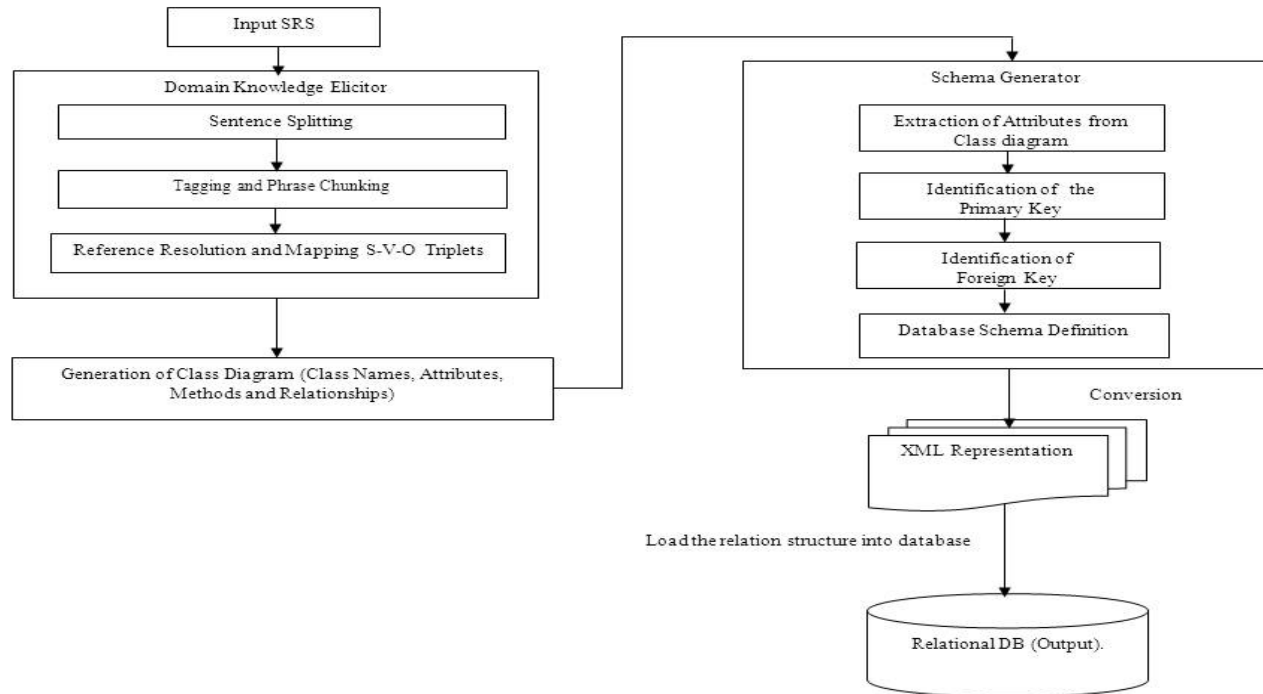 Input SRS
Domain Knowledge Elicitor
Sentence Splitting
Tagging and Phrase Chunking
Reference Resolution and Mapping S-V-O Triplets
Generation of Class Diagram (Class Names, Attributes,
Methods and Relationships)
Schema Generator
Extraction of Attributes from
Class diagram
Identification of the
Primary Key
Identification of
Foreign Key
Database Schema Definition
Conversion
XML Representation
Load the relation structure into database
Relational DB (Output).